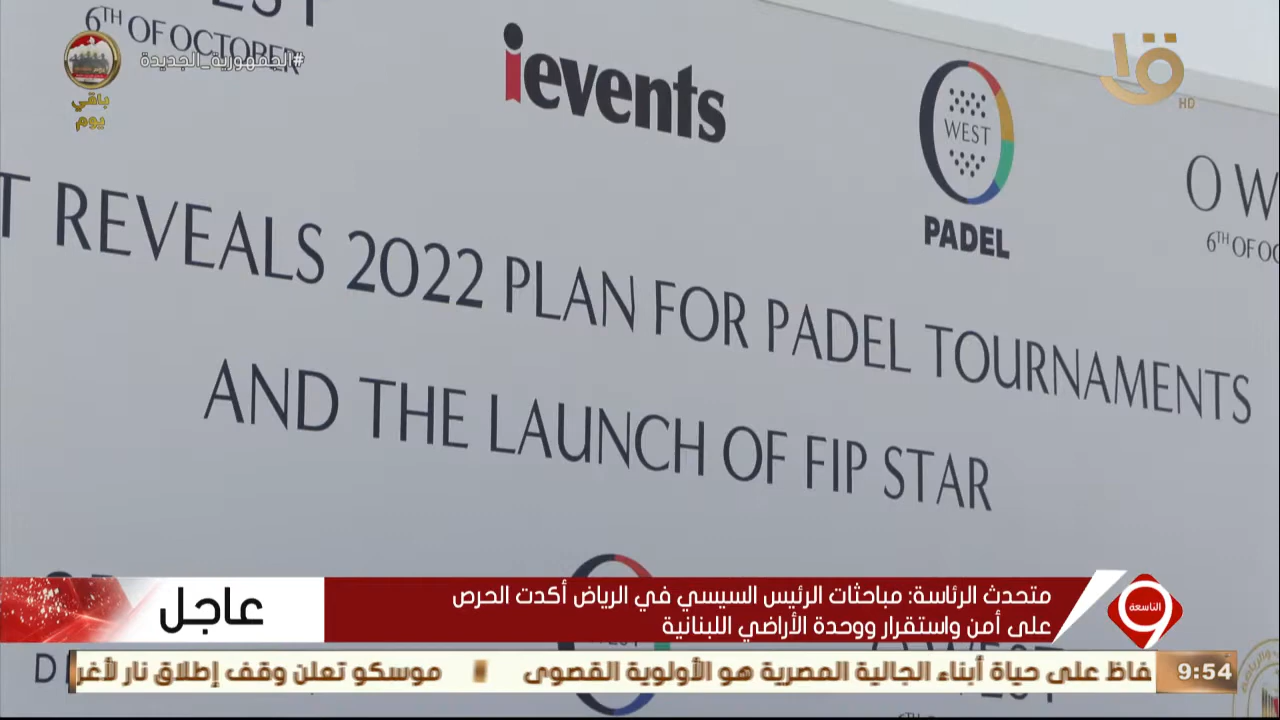 6TH OF OCTOBER
#الجمهورية_الجديدة
باقي
يوم
ievents
WEST
PADEL
HD
O W
6TH OF OC
T REVEALS 2022 PLAN FOR PADEL TOURNAMENTS
AND THE LAUNCH OF FIP STAR
عاجل
متحدث الرئاسة: مباحثات الرئيس السيسي في الرياض أكدت الحرص
على أمن واستقرار ووحدة الأراضي اللبنانية
التاسعة
9
فاظ على حياة أبناء الجالية المصرية هو الأولوية القصوى
موسكو تعلن وقف إطلاق نار لأغر
9:54